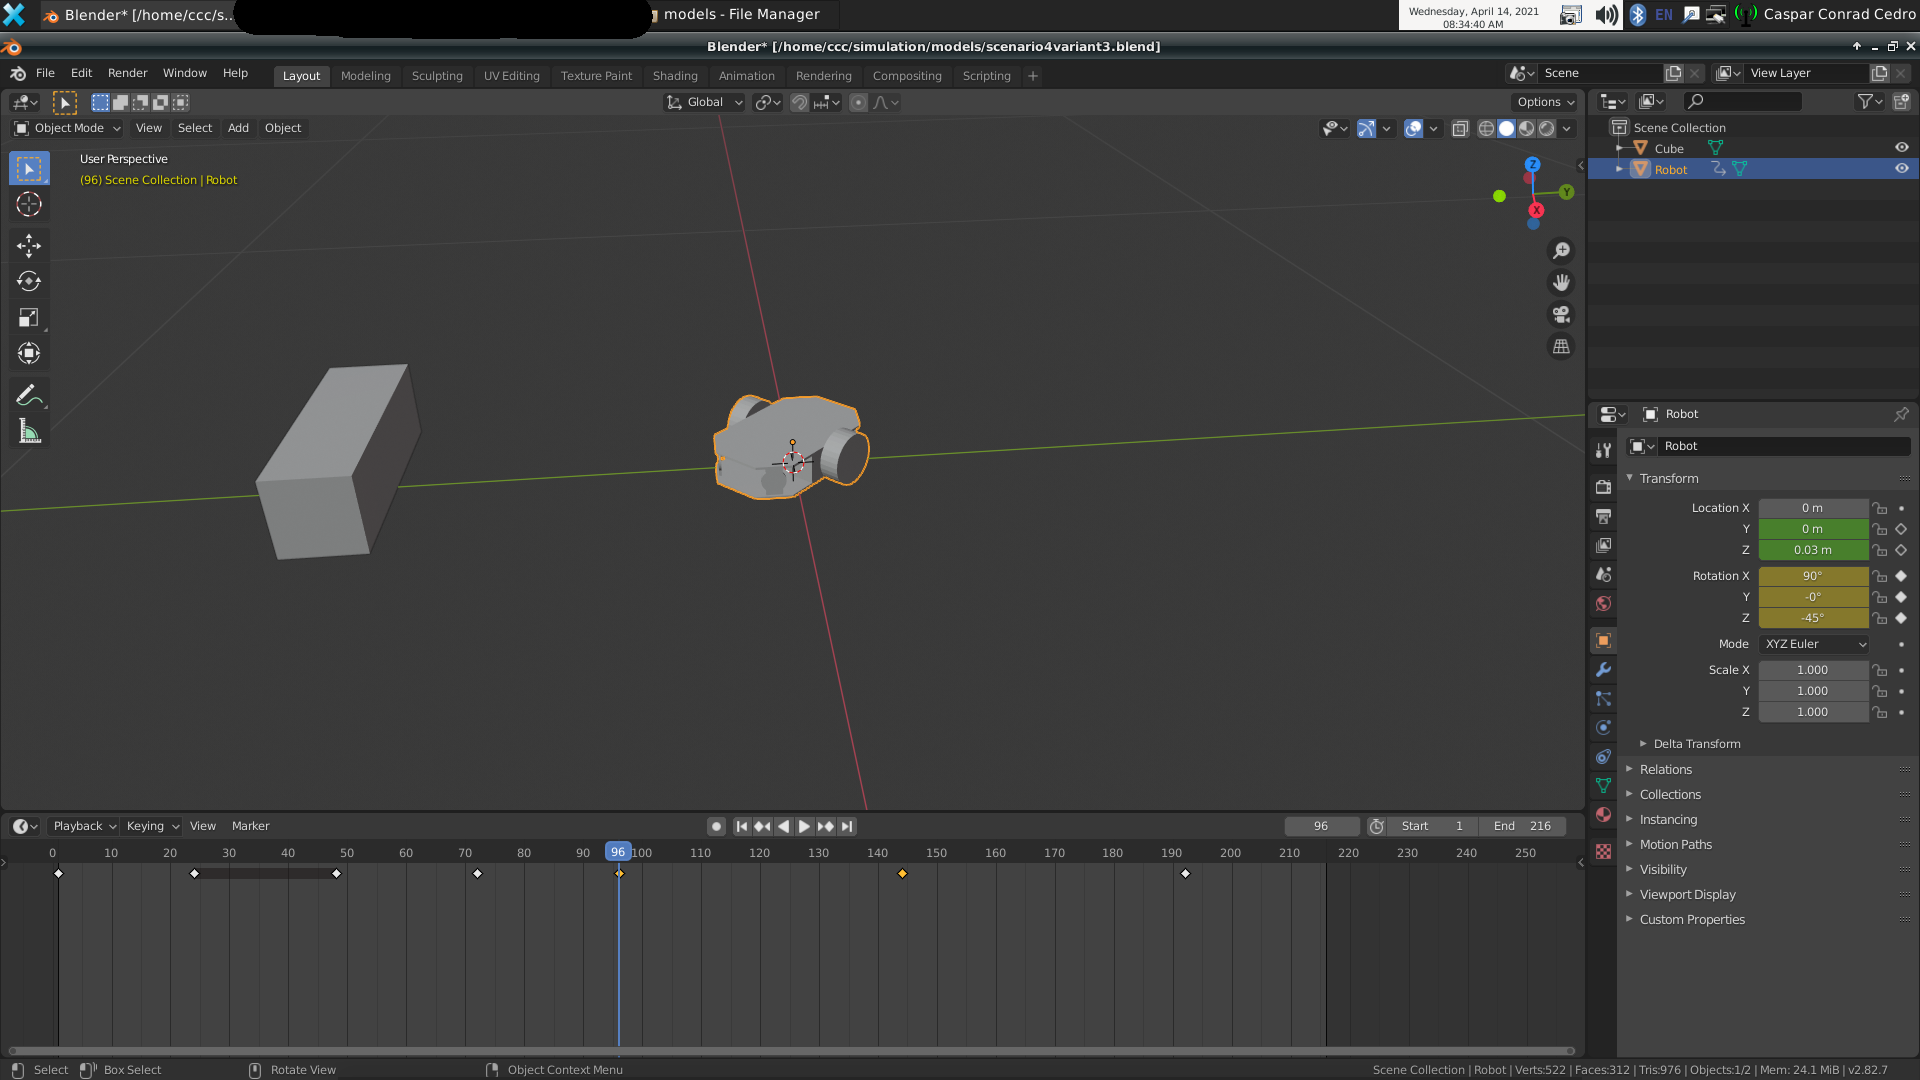 Blender* [/home/ccc/s..
models - File Manager
Wednesday, April 14, 2021
08:34:40 AM
EN
Caspar Conrad Cedro
Blender* [/home/ccc/simulation/models/scenario4variant3.blend]
File Edit Render Window Help
Layout Modeling Sculpting UV Editing Texture Paint Shading Animation Rendering Compositing Scripting +
Scene
View Layer
Global
Options
Object Mode View Select Add Object
User Perspective
(96) Scene Collection | Robot
Z
Y
X
Scene Collection
Cube
Robot
Robot
Robot
Transform
Location X 0 m
Y 0 m
Z 0.03 m
Rotation X 90°
Y -0°
Z -45°
Mode XYZ Euler
Scale X 1.000
Y 1.000
Z 1.000
Delta Transform
Relations
Collections
Instancing
Motion Paths
Visibility
Viewport Display
Custom Properties
Playback Keying View Marker
96
Start 1
End 216
0 10 20 30 40 50 60 70 80 90 96 100 110 120 130 140 150 160 170 180 190 200 210 220 230 240 250
Select
Box Select
Rotate View
Object Context Menu
Scene Collection | Robot | Verts:522 | Faces:312 | Tris:976 | Objects:1/2 | Mem: 24.1 MiB | v2.82.7